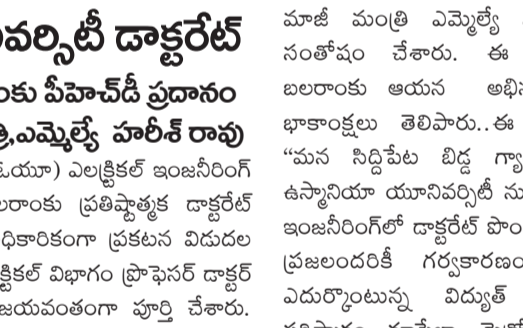 వర్సిటీ డాక్టరేట్
ంకు పీహెచ్‌డీ ప్రదానం
ఎమ్మెల్యే హరీశ్ రావు
ఓయూ) ఎలక్ట్రికల్ ఇంజనీరింగ్
లరాంకు ప్రతిష్టాత్మక డాక్టరేట్
ధికారికంగా ప్రకటన విడుదల
క్టికల్ విభాగం ప్రొఫెసర్ డాక్టర్
జయవంతంగా పూర్తి చేశారు.
మాజీ మంత్రి ఎమ్మెల్యే
సంతోషం చేశారు. ఈ
బలరాంకు ఆయన అభిన
భాకాంక్షలు తెలిపారు..ఈ
“మన సిద్దిపేట బిడ్డ గ్యా
ఉస్మానియా యూనివర్సిటీ ను
ఇంజనీరింగ్‌లో డాక్టరేట్ పొం
ప్రజలందరికీ గర్వకారణం
ఎదుర్కొంటున్న విద్యుత్